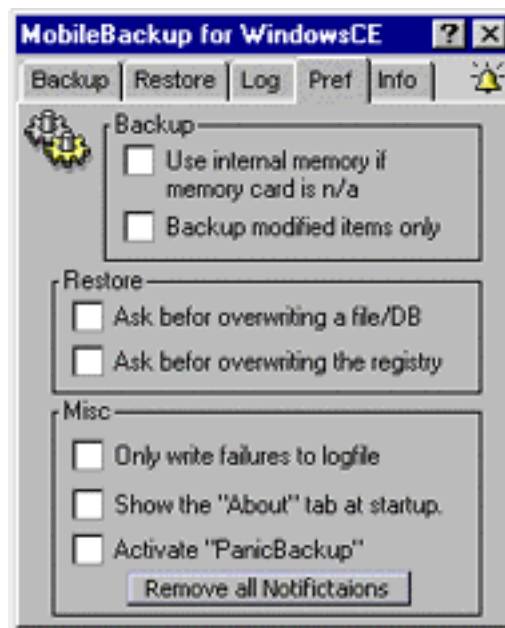 MobileBackup for WindowsCE ? X
Backup Restore Log Pref Info
Backup
Use internal memory if
memory card is n/a
Backup modified items only
Restore
Ask befor overwriting a file/DB
Ask befor overwriting the registry
Misc
Only write failures to logfile
Show the "About" tab at startup.
Activate "PanicBackup"
Remove all Notifictaions